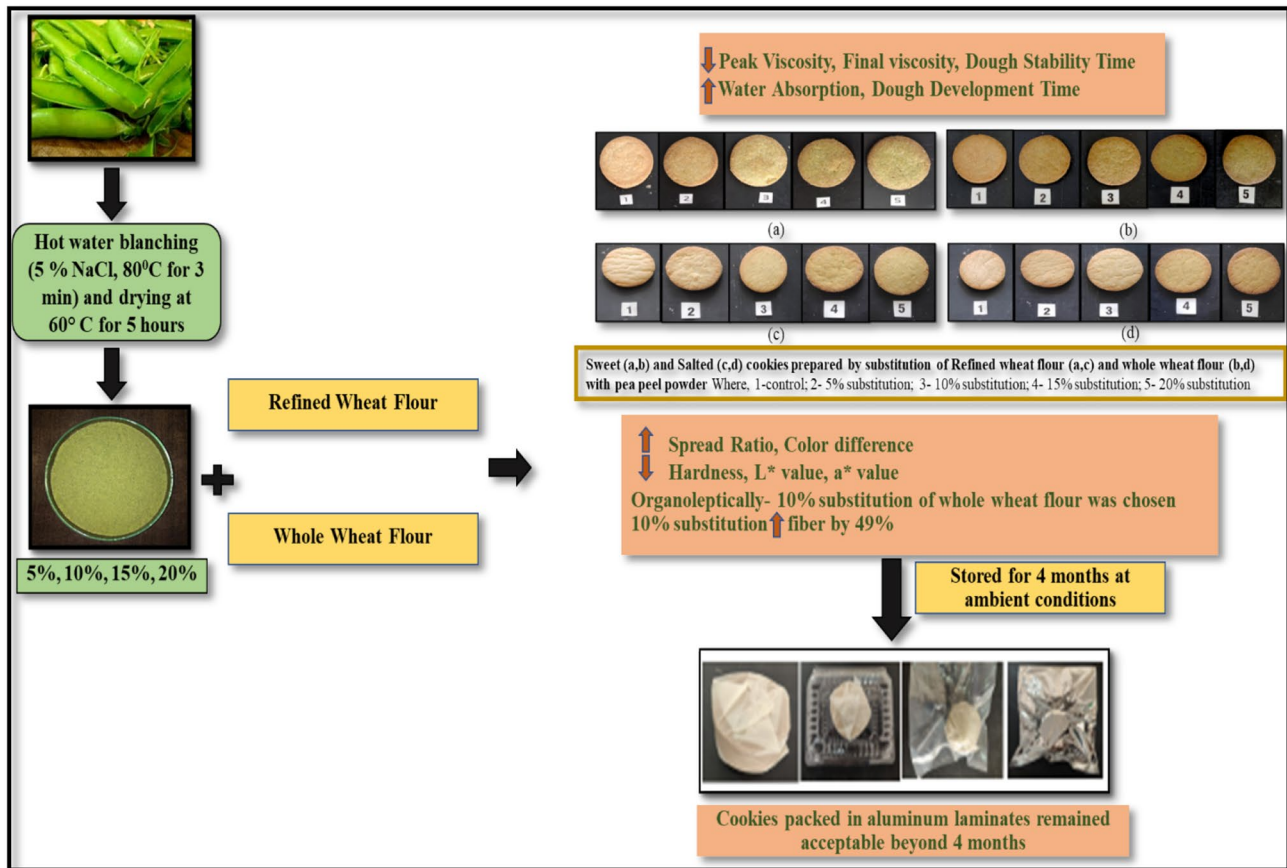 Hot water blanching
(5 % NaCl, 80⁰C for 3
min) and drying at
60° C for 5 hours
5%, 10%, 15%, 20%
Refined Wheat Flour
Whole Wheat Flour
Peak Viscosity, Final viscosity, Dough Stability Time
Water Absorption, Dough Development Time
1 2 3 4 5
(a)
1 2 3 4 5
(b)
1 2 3 4 5
(c)
1 2 3 4 5
(d)
Sweet (a,b) and Salted (c,d) cookies prepared by substitution of Refined wheat flour (a,c) and whole wheat flour (b,d)
with pea peel powder Where, 1-control; 2- 5% substitution; 3- 10% substitution; 4- 15% substitution; 5- 20% substitution
Spread Ratio, Color difference
Hardness, L* value, a* value
Organoleptically- 10% substitution of whole wheat flour was chosen
10% substitution fiber by 49%
Stored for 4 months at
ambient conditions
Cookies packed in aluminum laminates remained
acceptable beyond 4 months